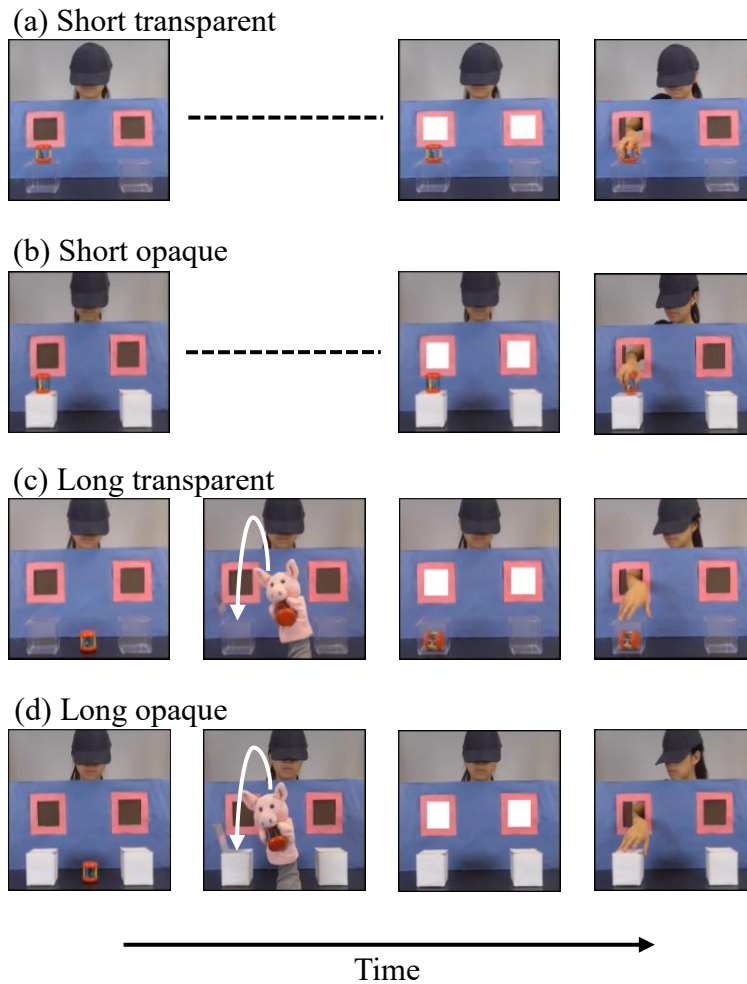 (a) Short transparent
(b) Short opaque
(c) Long transparent
(d) Long opaque
Time